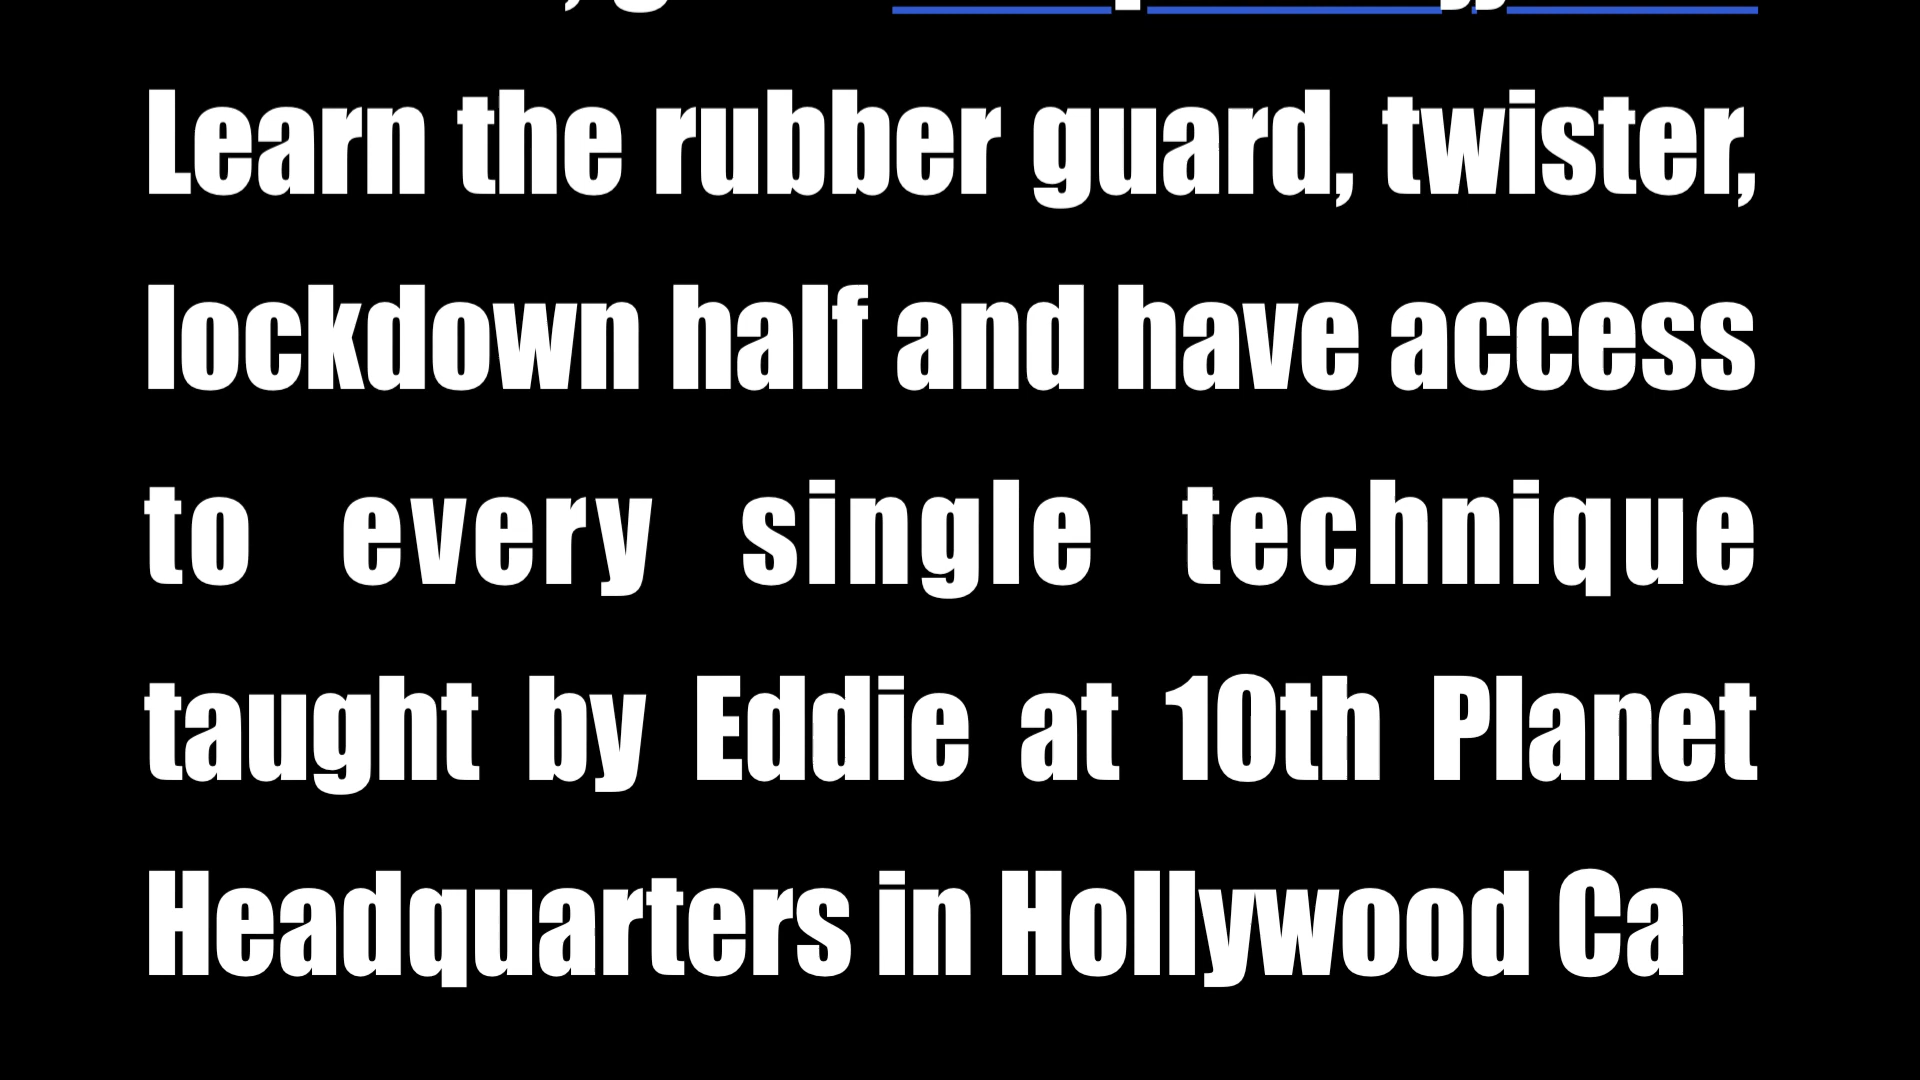 Learn the rubber guard, twister,
lockdown half and have access
to every single technique
taught by Eddie at 10th Planet
Headquarters in Hollywood Ca